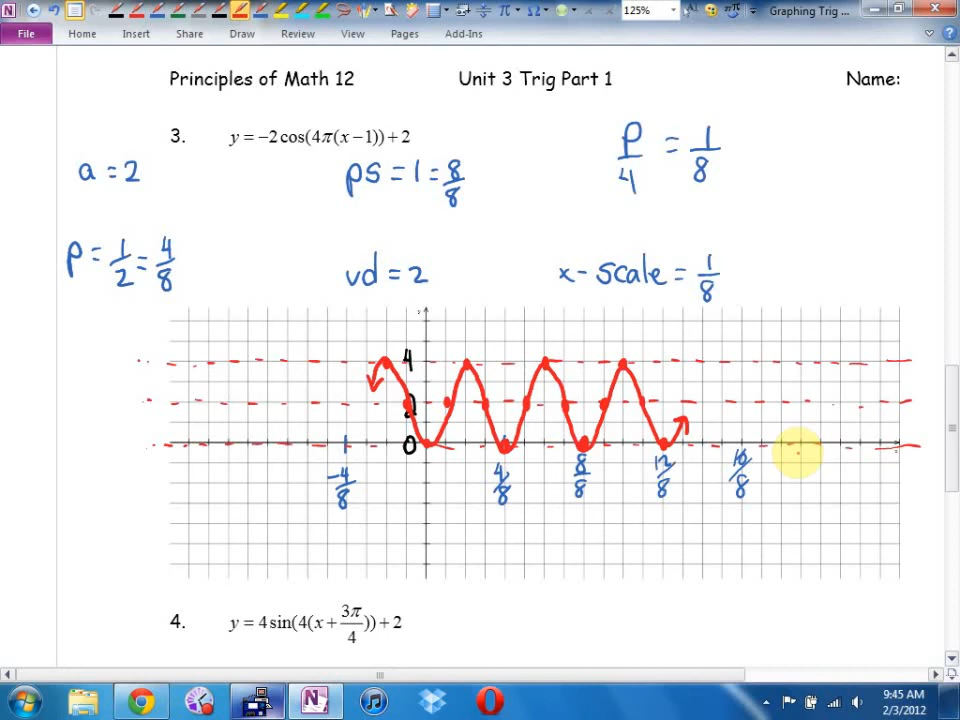 125%
Graphing Trig ...
File Home Insert Share Draw Review View Pages Add-Ins
Principles of Math 12 Unit 3 Trig Part 1 Name:
3. y = −2cos(4π(x−1))+2
P/4 = 1/8
a = 2
ps = 1 = 8/8
p = 1/2 = 4/8
vd = 2
x-scale = 1/8
4
2
0
-4/8 4/8 8/8 12/8 16/8
4. y = 4sin(4(x+3π/4))+2
9:45 AM
2/3/2012